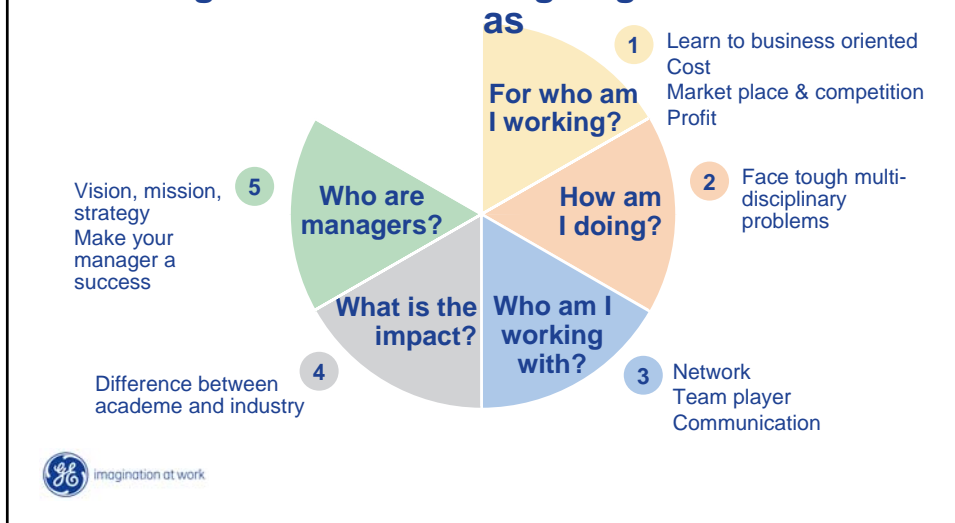 as
1
Learn to business oriented
Cost
Market place & competition
Profit
For who am
I working?
2
Face tough multi-
disciplinary
problems
How am
I doing?
3
Network
Team player
Communication
Who am I
working
with?
4
Difference between
academe and industry
What is the
impact?
5
Vision, mission,
strategy
Make your
manager a
success
Who are
managers?
GE
imagination at work